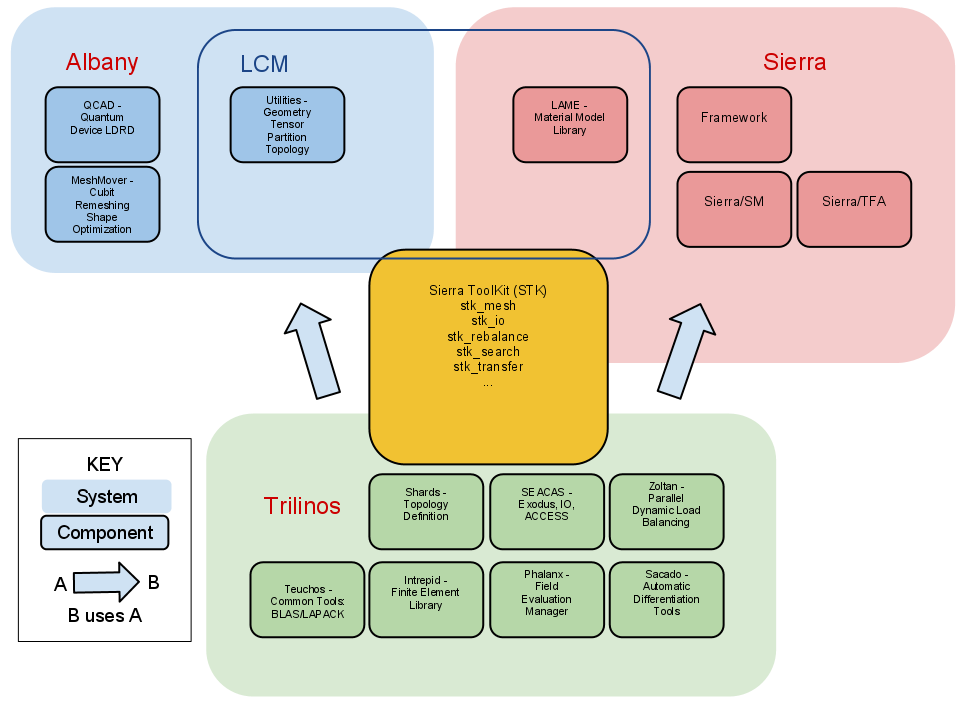 Albany
LCM
Sierra
QCAD -
Quantum
Device LDRD
Utilities -
Geometry
Tensor
Partition
Topology
LAME -
Material Model
Library
Framework
MeshMover -
Cubit
Remeshing
Shape
Optimization
Sierra/SM
Sierra/TFA
Sierra ToolKit (STK)
stk_mesh
stk_io
stk_rebalance
stk_search
stk_transfer
...
KEY
System
Component
A
B
B uses A
Trilinos
Shards -
Topology
Definition
SEACAS -
Exodus, IO,
ACCESS
Zoltan -
Parallel
Dynamic Load
Balancing
Teuchos -
Common Tools:
BLAS/LAPACK
Intrepid -
Finite Element
Library
Phalanx -
Field
Evaluation
Manager
Sacado -
Automatic
Differentiation
Tools